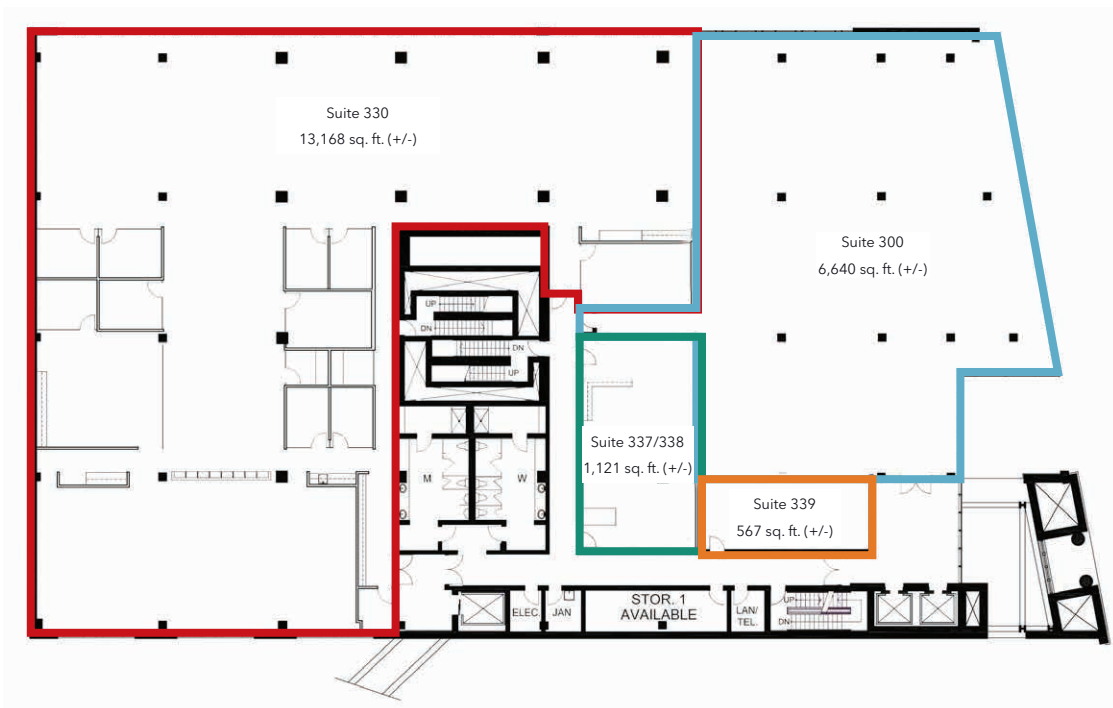 Suite 330
13,168 sq. ft. (+/-)
Suite 300
6,640 sq. ft. (+/-)
UP
DN
DN
UP
Suite 337/338
1,121 sq. ft. (+/-)
M
W
Suite 339
567 sq. ft. (+/-)
ELEC
JAN
STOR. 1
AVAILABLE
LAN/
TEL.
UP
DN